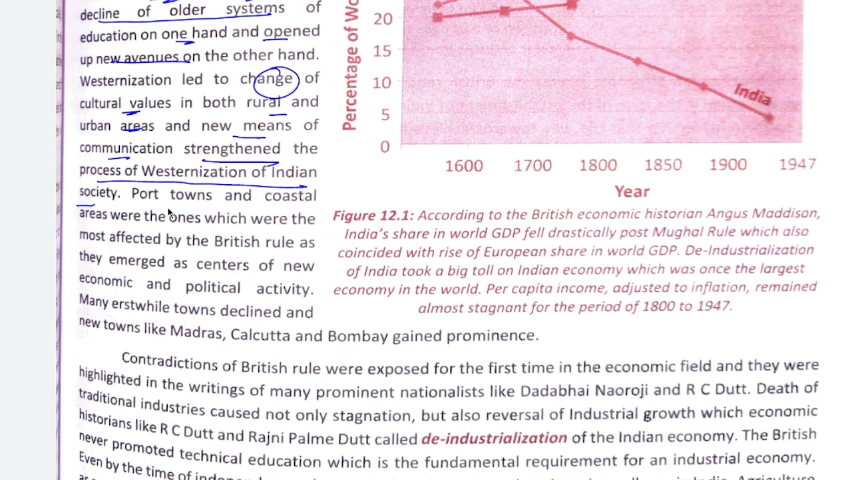 decline of older systems of
education on one hand and opened
up new avenues on the other hand.
Westernization led to change of
cultural values in both rural and
urban areas and new means of
communication strengthened the
process of Westernization of Indian
society. Port towns and coastal
areas were the ones which were the
most affected by the British rule as
they emerged as centers of new
economic and political activity.
Many erstwhile towns declined and
new towns like Madras, Calcutta and Bombay gained prominence.
Percentage of Wo
20
15
10
5
0
India
1600 1700 1800 1850 1900 1947
Year
Figure 12.1: According to the British economic historian Angus Maddison,
India's share in world GDP fell drastically post Mughal Rule which also
coincided with rise of European share in world GDP. De-Industrialization
of India took a big toll on Indian economy which was once the largest
economy in the world. Per capita income, adjusted to inflation, remained
almost stagnant for the period of 1800 to 1947.
Contradictions of British rule were exposed for the first time in the economic field and they were
highlighted in the writings of many prominent nationalists like Dadabhai Naoroji and R C Dutt. Death of
traditional industries caused not only stagnation, but also reversal of Industrial growth which economic
historians like R C Dutt and Rajni Palme Dutt called de-industrialization of the Indian economy. The British
never promoted technical education which is the fundamental requirement for an industrial economy.
Even by the time of